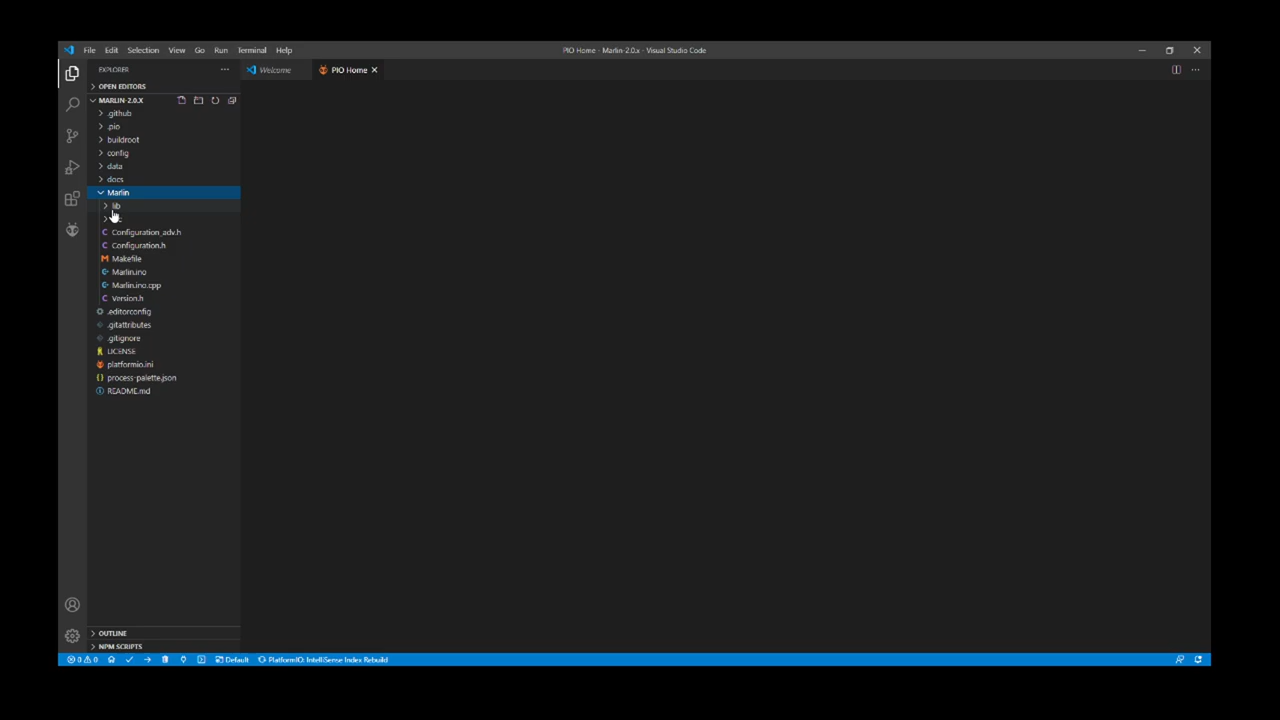 File Edit Selection View Go Run Terminal Help
PIO Home - Marlin-2.0.x - Visual Studio Code
EXPLORER
Welcome
PIO Home
OPEN EDITORS
MARLIN-2.0.X
.github
.pio
buildroot
config
data
docs
Marlin
lib
Configuration_adv.h
Configuration.h
Makefile
Marlin.ino
Marlin.ino.cpp
Version.h
.editorconfig
.gitattributes
.gitignore
LICENSE
platformio.ini
process-palette.json
README.md
OUTLINE
NPM SCRIPTS
0 0 Default PlatformIO: IntelliSense Index Rebuild